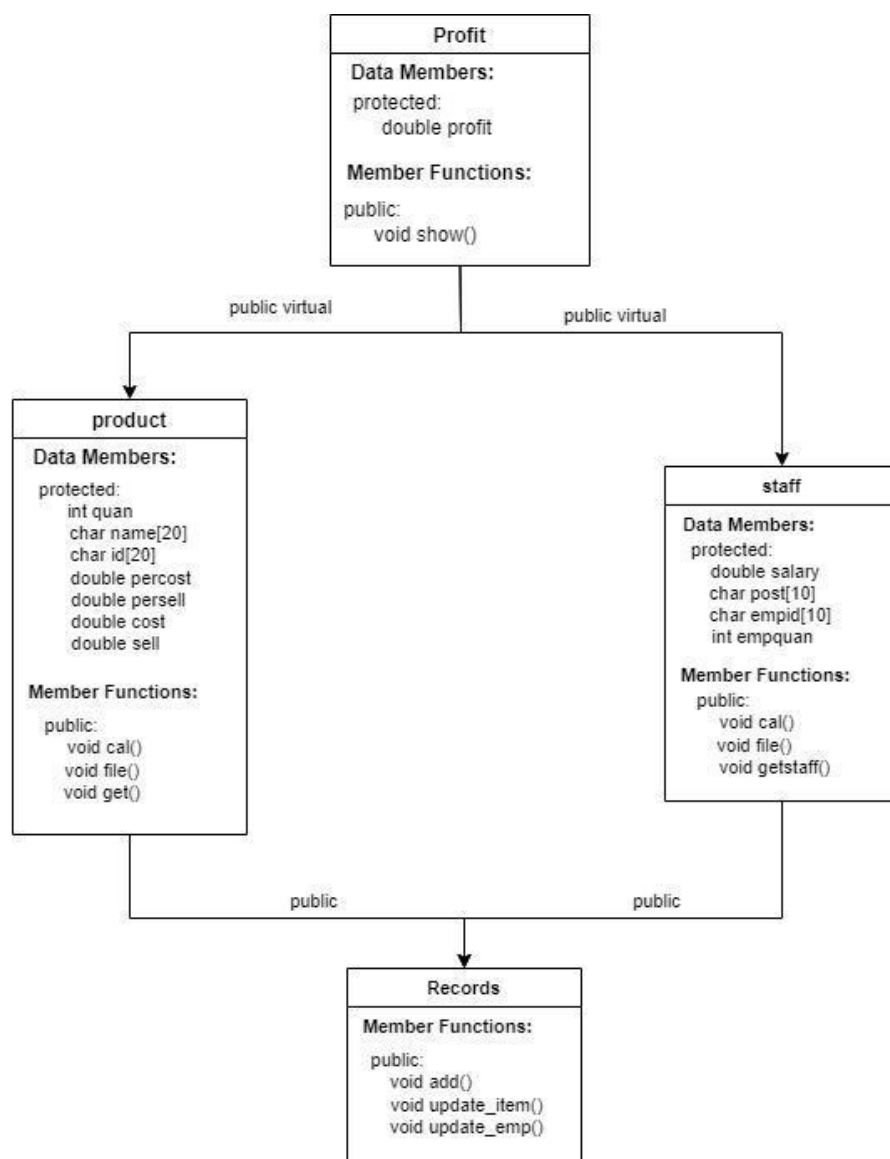 Profit
Data Members:
protected:
double profit
Member Functions:
public:
void show()
public virtual
public virtual
product
Data Members:
protected:
int quan
char name[20]
char id[20]
double percost
double persell
double cost
double sell
Member Functions:
public:
void cal()
void file()
void get()
staff
Data Members:
protected:
double salary
char post[10]
char empid[10]
int empquan
Member Functions:
public:
void cal()
void file()
void getstaff()
public
public
Records
Member Functions:
public:
void add()
void update_item()
void update_emp()